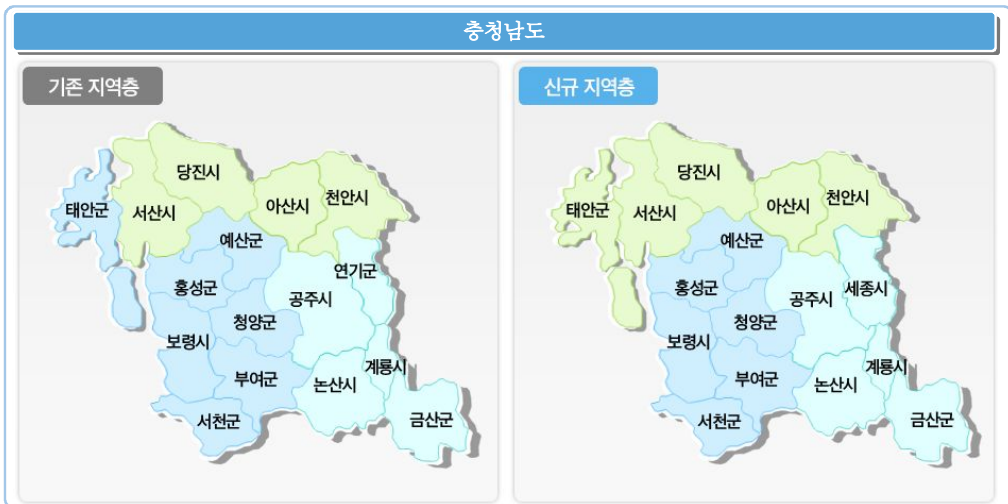 충청남도
기존 지역층
당진시
태안군
서산시
아산시
천안시
예산군
연기군
홍성군
공주시
청양군
보령시
부여군
계룡시
논산시
서천군
금산군
신규 지역층
당진시
태안군
서산시
아산시
천안시
예산군
세종시
홍성군
공주시
청양군
보령시
부여군
계룡시
논산시
서천군
금산군